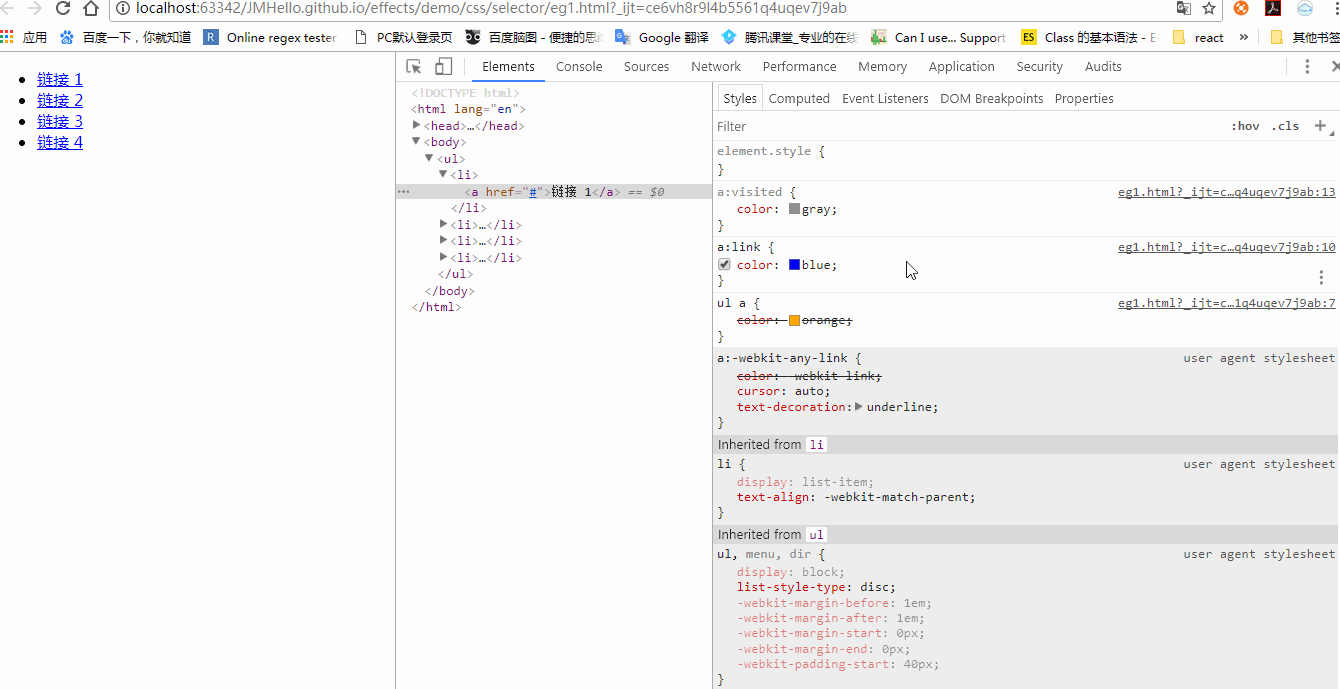 localhost:63342/JMHello.github.io/effects/demo/css/selector/eg1.html?_ijt=ce6vh8r9l4b5561q4uqev7j9ab
应用 百度一下，你就知道 R Online regex tester PC默认登录页 百度脑图 - 便捷的思 Google 翻译 腾讯课堂_专业的在线 Can I use... Support ES Class 的基本语法 - E react » 其他书签
链接 1
链接 2
链接 3
链接 4
Elements Console Sources Network Performance Memory Application Security Audits
<!DOCTYPE html>
<html lang="en">
<head>…</head>
<body>
<ul>
<li>
<a href="#">链接 1</a> == $0
</li>
<li>…</li>
<li>…</li>
<li>…</li>
</ul>
</body>
</html>
Styles Computed Event Listeners DOM Breakpoints Properties
Filter :hov .cls +
element.style {
}
a:visited { eg1.html?_ijt=c…q4uqev7j9ab:13
color: gray;
}
a:link { eg1.html?_ijt=c…q4uqev7j9ab:10
color: blue;
}
ul a { eg1.html?_ijt=c…1q4uqev7j9ab:7
color: orange;
}
a:-webkit-any-link { user agent stylesheet
color: -webkit-link;
cursor: auto;
text-decoration: underline;
}
Inherited from li
li { user agent stylesheet
display: list-item;
text-align: -webkit-match-parent;
}
Inherited from ul
ul, menu, dir { user agent stylesheet
display: block;
list-style-type: disc;
-webkit-margin-before: 1em;
-webkit-margin-after: 1em;
-webkit-margin-start: 0px;
-webkit-margin-end: 0px;
-webkit-padding-start: 40px;
}